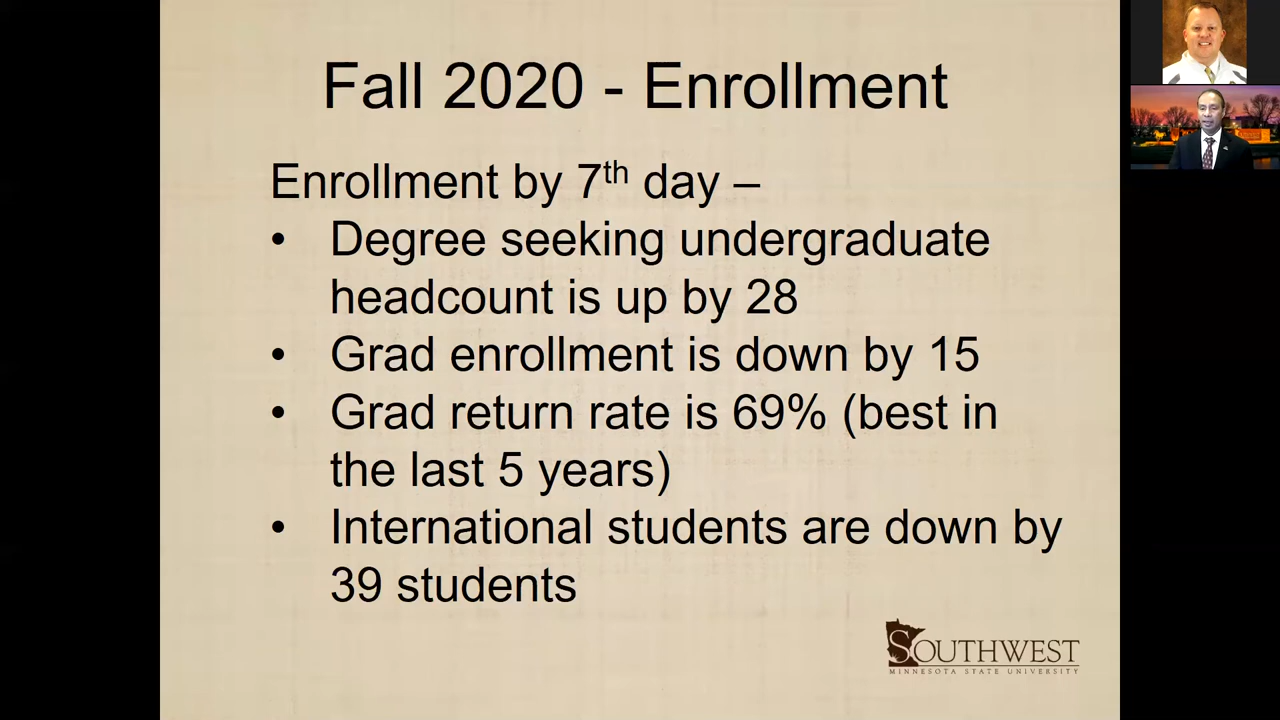 Fall 2020 - Enrollment
Enrollment by 7th day –
• Degree seeking undergraduate
headcount is up by 28
• Grad enrollment is down by 15
• Grad return rate is 69% (best in
the last 5 years)
• International students are down by
39 students
SOUTHWEST
MINNESOTA STATE UNIVERSITY